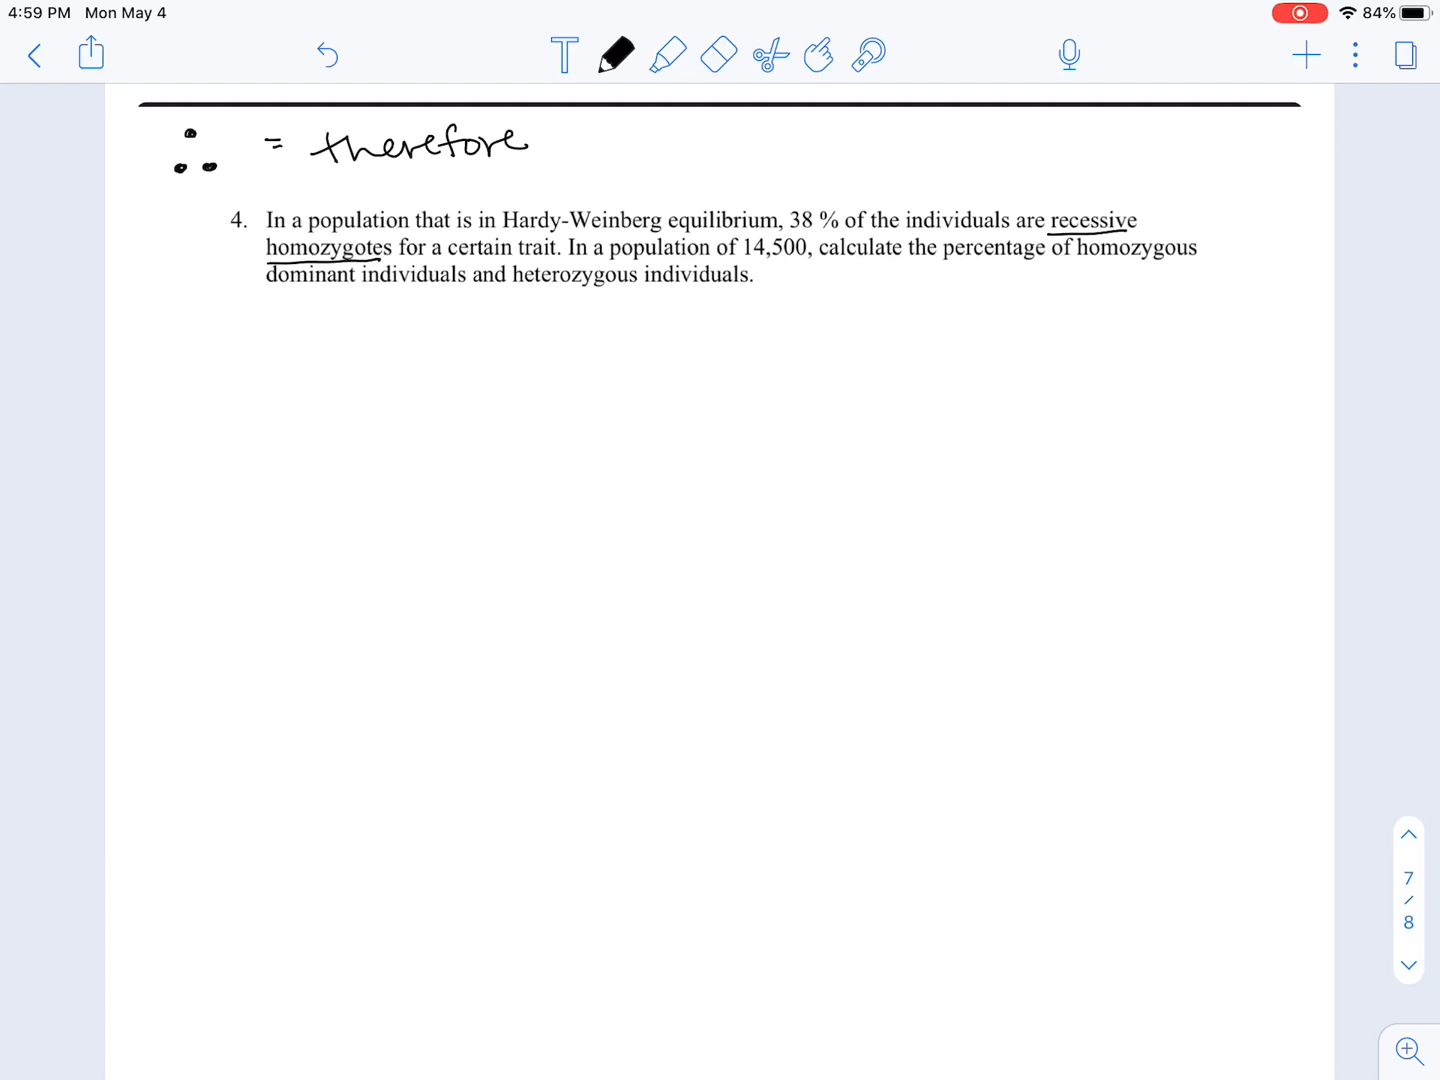 4:59 PM Mon May 4
84%
T
∴ = therefore
4. In a population that is in Hardy-Weinberg equilibrium, 38 % of the individuals are recessive
homozygotes for a certain trait. In a population of 14,500, calculate the percentage of homozygous
dominant individuals and heterozygous individuals.
7
/
8